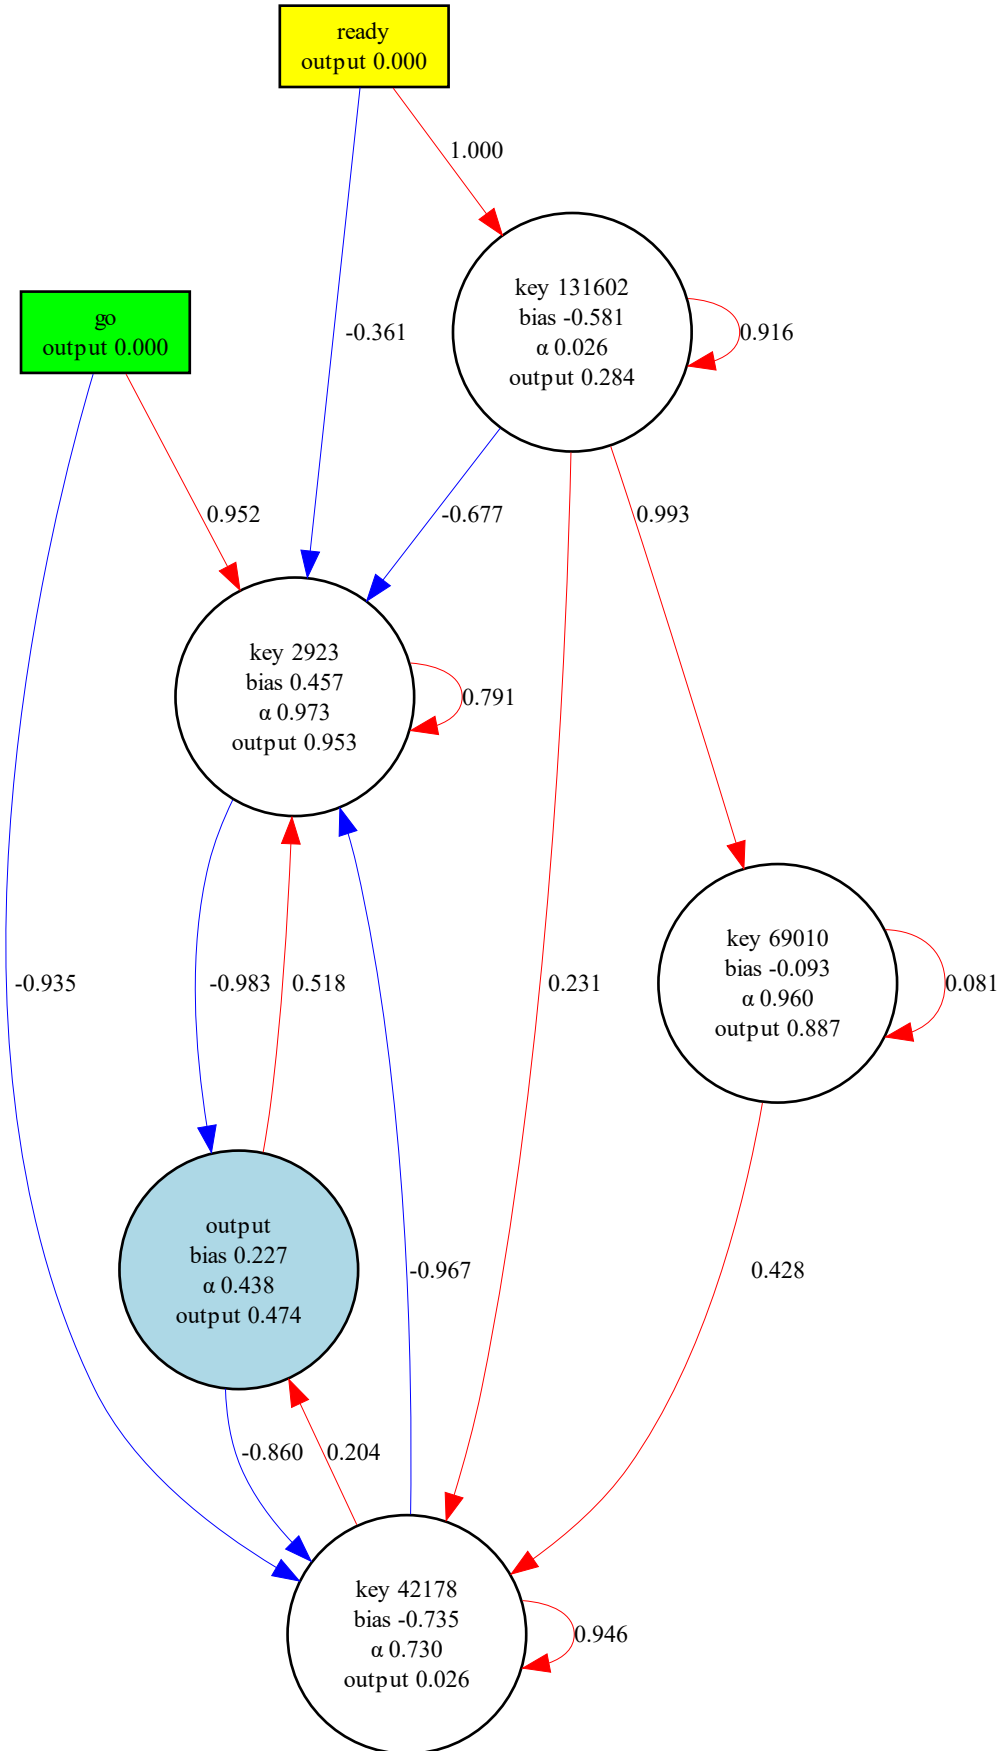 ready
output 0.000
1.000
key 131602
bias -0.581
α 0.026
output 0.284
0.916
go
output 0.000
-0.361
0.952
-0.677
0.993
key 2923
bias 0.457
α 0.973
output 0.953
0.791
key 69010
bias -0.093
α 0.960
output 0.887
0.081
-0.935
-0.983
0.518
0.231
output
bias 0.227
α 0.438
output 0.474
-0.967
0.428
-0.860
0.204
key 42178
bias -0.735
α 0.730
output 0.026
0.946